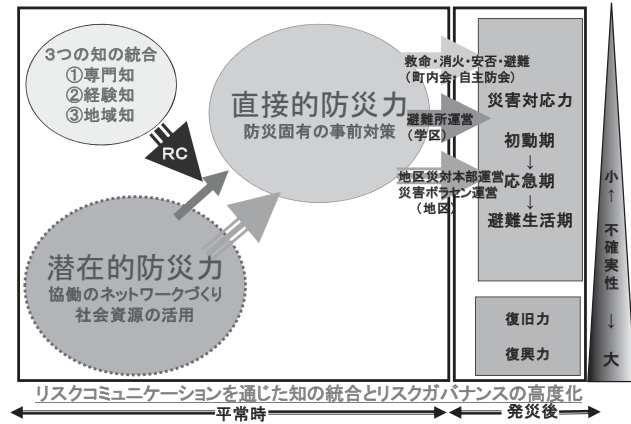 3つの知の統合
①専門知
②経験知
③地域知
RC
直接的防災力
防災固有の事前対策
潜在的防災力
協働のネットワークづくり
社会資源の活用
救命・消火・安否・避難
(町内会・自主防会)
避難所運営
(学区)
地区災対本部運営
災害ボラセン運営
(地区)
災害対応力
初動期
↓
応急期
↓
避難生活期
復旧力
復興力
小↑不確実性↓大
リスクコミュニケーションを通じた知の統合とリスクガバナンスの高度化
平常時
発災後